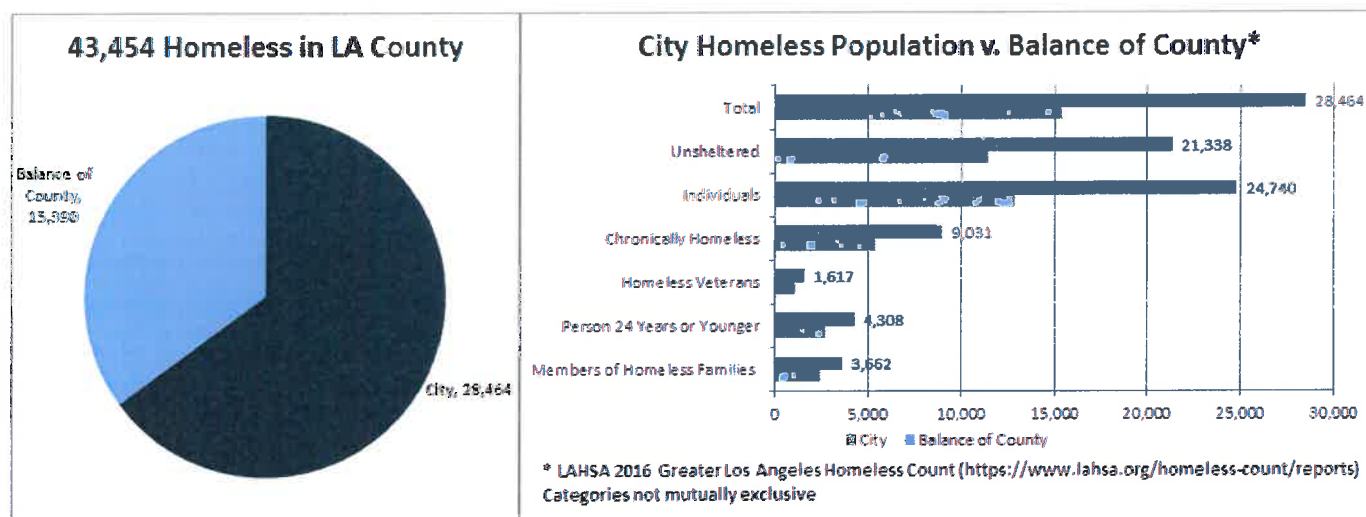 43,454 Homeless in LA County
Balance of
County,
15,390
City, 28,464
City Homeless Population v. Balance of County*
Total
28,464
Unsheltered
21,338
Individuals
24,740
Chronically Homeless
9,031
Homeless Veterans
1,617
Person 24 Years or Younger
4,308
Members of Homeless Families
3,662
0 5,000 10,000 15,000 20,000 25,000 30,000
City Balance of County
* LAHSA 2016 Greater Los Angeles Homeless Count (https://www.lahsa.org/homeless-count/reports)
Categories not mutually exclusive